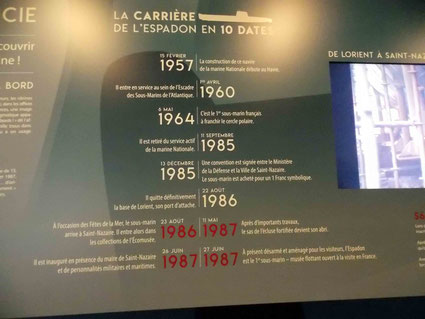 CIE
LA CARRIÈRE
DE L'ESPADON EN 10 DATES
couvrir
ne !
BORD
DE LORIENT À SAINT-NAZ
15 FÉVRIER
1957
La construction de ce navire
de la marine Nationale débute au Havre.
Il entre en service au sein de l'Escadre
des Sous-Marins de l'Atlantique.
1ER AVRIL
1960
6 MAI
1964
C'est le 1er sous-marin français
à franchir le cercle polaire.
Il est retiré du service actif
de la marine Nationale.
11 SEPTEMBRE
1985
13 DÉCEMBRE
1985
Une convention est signée entre le Ministère
de la Défense et la Ville de Saint-Nazaire.
Le sous-marin est acheté pour un 1 Franc symbolique.
Il quitte définitivement
la base de Lorient, son port d'attache.
22 AOÛT
1986
À l'occasion des Fêtes de la Mer, le sous-marin
arrive à Saint-Nazaire. Il entre alors dans
les collections de l'Écomusée.
23 AOÛT
1986
11 MAI
1987
Après d'importants travaux,
le sas de l'écluse fortifiée devient son abri.
Il est inauguré en présence du maire de Saint-Nazaire
et de personnalités militaires et maritimes.
26 JUIN
1987
27 JUIN
1987
À présent désarmé et aménagé pour les visiteurs, l'Espadon
est le 1er sous-marin – musée flottant ouvert à la visite en France.